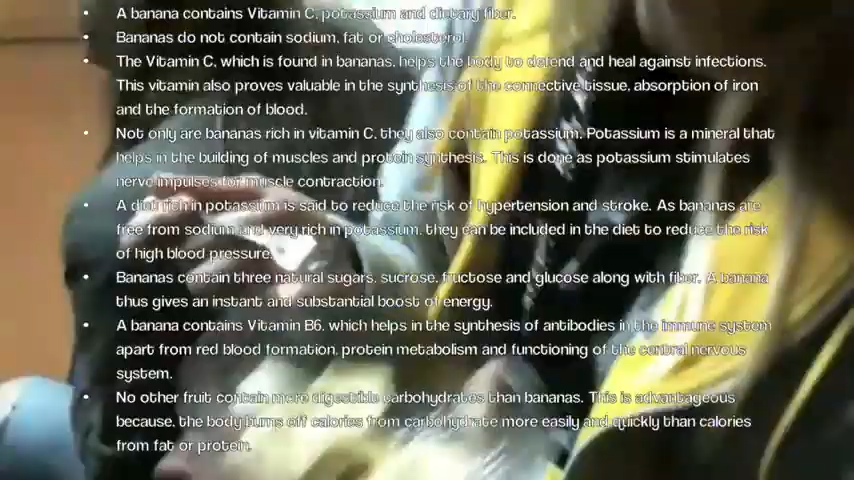 • A banana contains Vitamin C, potassium and dietary fiber.
• Bananas do not contain sodium, fat or cholesterol.
• The Vitamin C, which is found in bananas, helps the body to defend and heal against infections.
This vitamin also proves valuable in the synthesis of the connective tissue, absorption of iron
and the formation of blood.
• Not only are bananas rich in vitamin C, they also contain potassium. Potassium is a mineral that
helps in the building of muscles and protein synthesis. This is done as potassium stimulates
nerve impulses for muscle contraction.
• A diet rich in potassium is said to reduce the risk of hypertension and stroke. As bananas are
free from sodium and very rich in potassium, they can be included in the diet to reduce the risk
of high blood pressure.
• Bananas contain three natural sugars, sucrose, fructose and glucose along with fiber. A banana
thus gives an instant and substantial boost of energy.
• A banana contains Vitamin B6, which helps in the synthesis of antibodies in the immune system
apart from red blood formation, protein metabolism and functioning of the central nervous
system.
• No other fruit contain more digestible carbohydrates than bananas. This is advantageous
because, the body burns off calories from carbohydrate more easily and quickly than calories
from fat or protein.